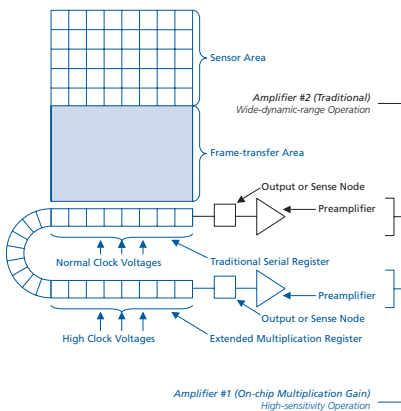 Sensor Area
Amplifier #2 (Traditional)
Wide-dynamic-range Operation
Frame-transfer Area
Output or Sense Node
Preamplifier
Normal Clock Voltages
Traditional Serial Register
Preamplifier
Output or Sense Node
High Clock Voltages
Extended Multiplication Register
Amplifier #1 (On-chip Multiplication Gain)
High-sensitivity Operation